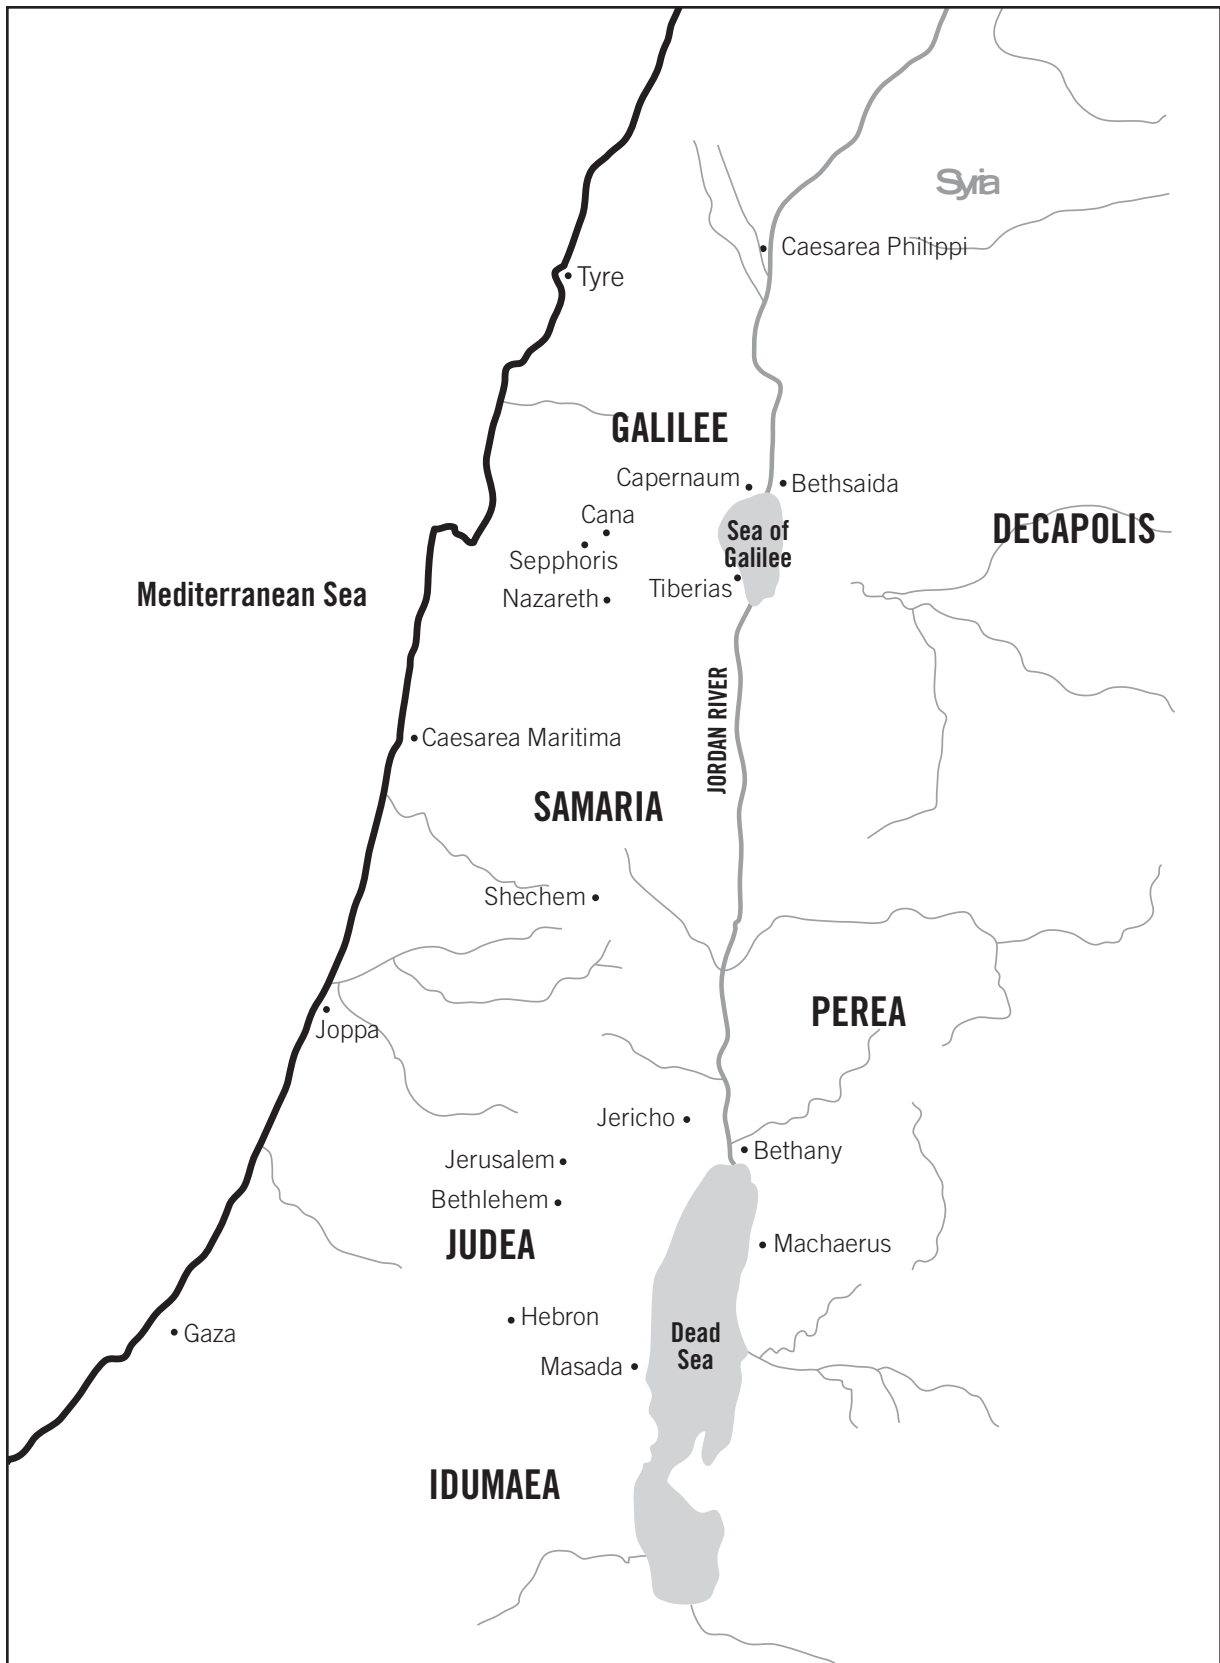 Syria
Caesarea Philippi
Tyre
GALILEE
Capernaum
Bethsaida
Cana
Sea of
Galilee
DECAPOLIS
Sepphoris
Tiberias
Mediterranean Sea
Nazareth
JORDAN RIVER
Caesarea Maritima
SAMARIA
Shechem
PEREA
Joppa
Jericho
Bethany
Jerusalem
Bethlehem
JUDEA
Machaerus
Hebron
Gaza
Dead
Sea
Masada
IDUMAEA